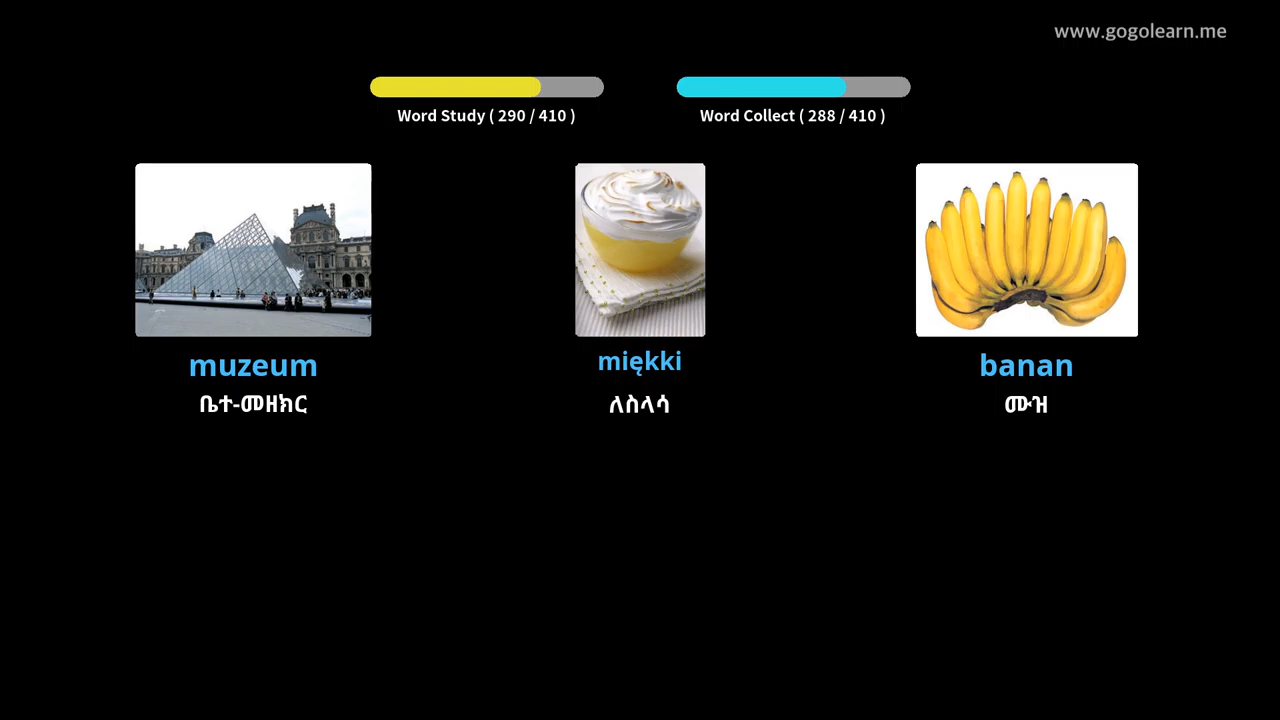 www.gogolearn.me
Word Study ( 290 / 410 )
Word Collect ( 288 / 410 )
muzeum
miękki
banan
ቤተ-መዘክር
ለስላሳ
ሙዝ